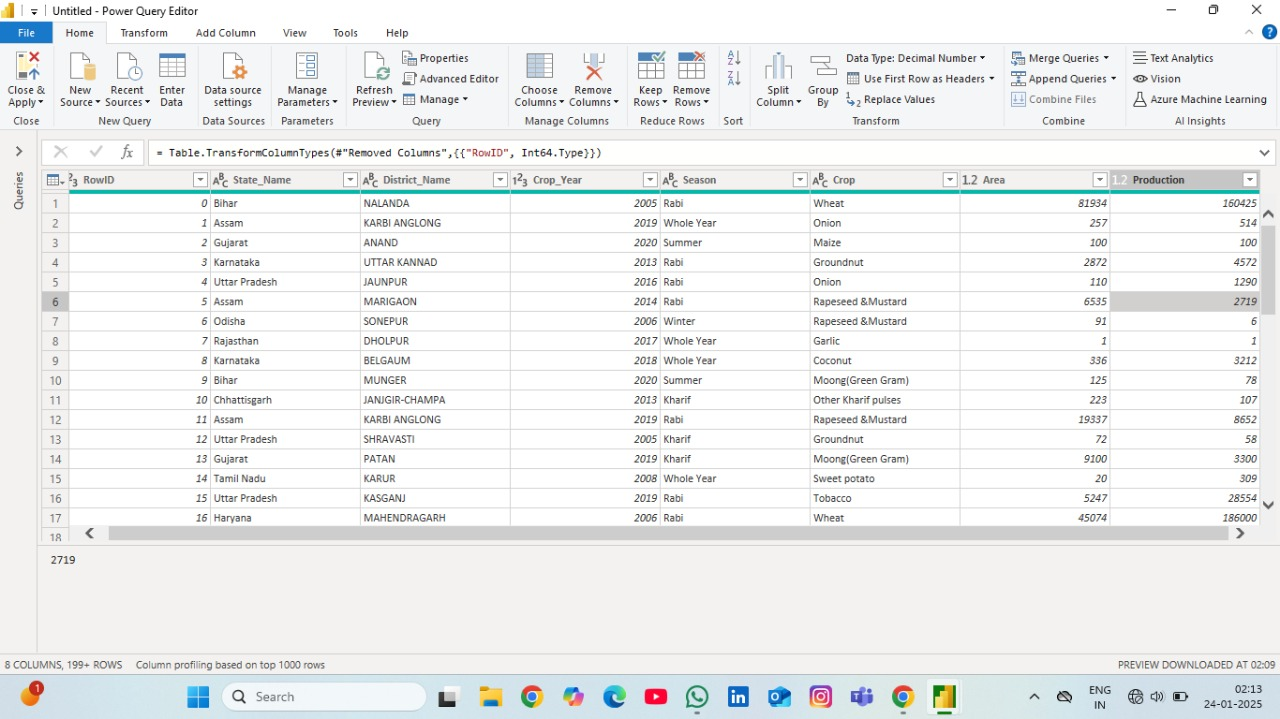 Untitled - Power Query Editor
File Home Transform Add Column View Tools Help
Close & Apply
New Source
Recent Sources
Enter Data
Data source settings
Manage Parameters
Refresh Preview
Properties
Advanced Editor
Manage
Choose Columns
Remove Columns
Keep Rows
Remove Rows
Split Column
Group By
Data Type: Decimal Number
Use First Row as Headers
Replace Values
Merge Queries
Append Queries
Combine Files
Text Analytics
Vision
Azure Machine Learning
Close New Query Data Sources Parameters Query Manage Columns Reduce Rows Sort Transform Combine AI Insights
Queries
fx = Table.TransformColumnTypes(#"Removed Columns",{{"RowID", Int64.Type}})
RowID State_Name District_Name Crop_Year Season Crop 1.2 Area 1.2 Production
1 0 Bihar NALANDA 2005 Rabi Wheat 81934 160425
2 1 Assam KARBI ANGLONG 2019 Whole Year Onion 257 514
3 2 Gujarat ANAND 2020 Summer Maize 100 100
4 3 Karnataka UTTAR KANNAD 2013 Rabi Groundnut 2872 4572
5 4 Uttar Pradesh JAUNPUR 2016 Rabi Onion 110 1290
6 5 Assam MARIGAON 2014 Rabi Rapeseed &Mustard 6535 2719
7 6 Odisha SONEPUR 2006 Winter Rapeseed &Mustard 91 6
8 7 Rajasthan DHOLPUR 2017 Whole Year Garlic 1 1
9 8 Karnataka BELGAUM 2018 Whole Year Coconut 336 3212
10 9 Bihar MUNGER 2020 Summer Moong(Green Gram) 125 78
11 10 Chhattisgarh JANJGIR-CHAMPA 2013 Kharif Other Kharif pulses 223 107
12 11 Assam KARBI ANGLONG 2019 Rabi Rapeseed &Mustard 19337 8652
13 12 Uttar Pradesh SHRAVASTI 2005 Kharif Groundnut 72 58
14 13 Gujarat PATAN 2019 Kharif Moong(Green Gram) 9100 3300
15 14 Tamil Nadu KARUR 2008 Whole Year Sweet potato 20 309
16 15 Uttar Pradesh KASGANJ 2019 Rabi Tobacco 5247 28554
17 16 Haryana MAHENDRAGARH 2006 Rabi Wheat 45074 186000
18
2719
8 COLUMNS, 199+ ROWS Column profiling based on top 1000 rows PREVIEW DOWNLOADED AT 02:09
1
Search
ENG
IN
02:13
24-01-2025